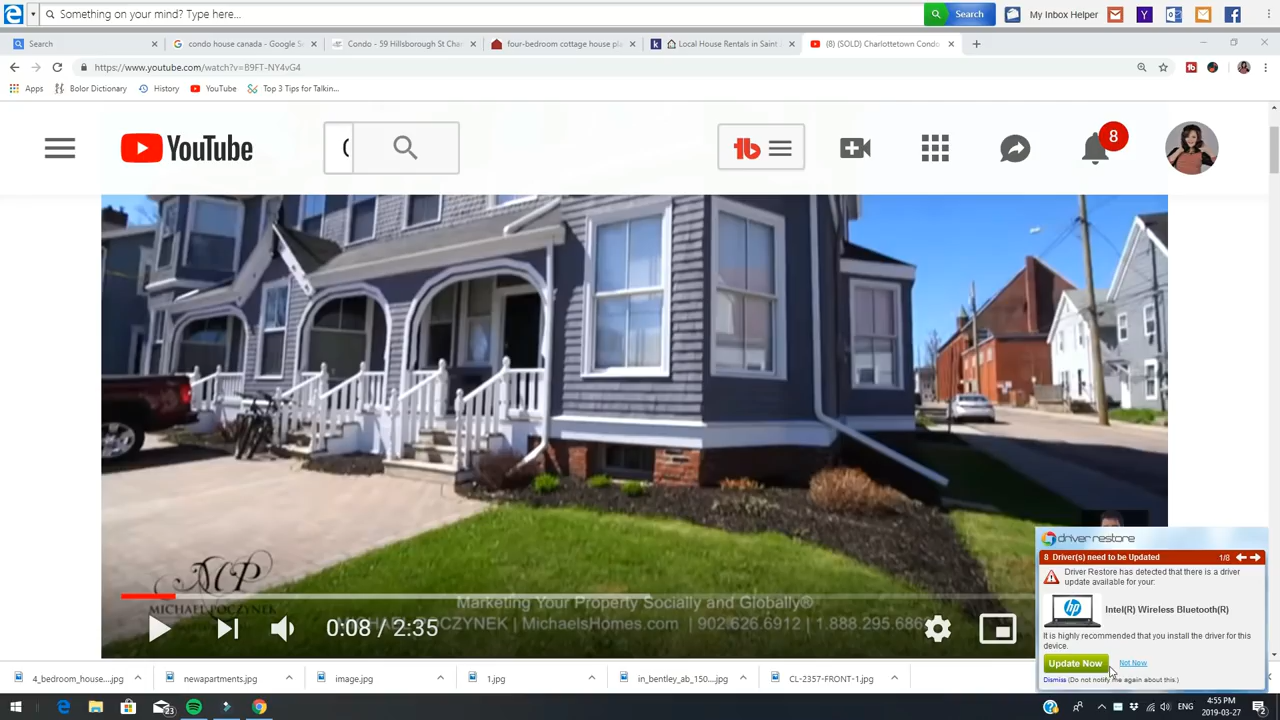 Something on your mind? Type here...
Search
My Inbox Helper
Search
condo house canada - Google S
Condo - 59 Hillsborough St Cha
four-bedroom cottage house pla
Local House Rentals in Saint J
(8) (SOLD) Charlottetown Condo
https://www.youtube.com/watch?v=B9FT-NY4vG4
Apps
Bolor Dictionary
History
YouTube
Top 3 Tips for Talkin...
YouTube
8
MP
MICHAEL POCZYNEK
Marketing Your Property Socially and Globally®
POCZYNEK | MichaelsHomes.com | 902.626.6912 | 1.888.295.686
0:08 / 2:35
driver restore
8 Driver(s) need to be Updated
1/8
Driver Restore has detected that there is a driver
update available for your:
hp
Intel(R) Wireless Bluetooth(R)
It is highly recommended that you install the driver for this
device.
Update Now
Not Now
Dismiss (Do not notify me again about this.)
4_bedroom_house....jpg
newapartments.jpg
image.jpg
1.jpg
in_bentley_ab_150....jpg
CL-2357-FRONT-1.jpg
23
ENG
4:55 PM
2019-03-27
2